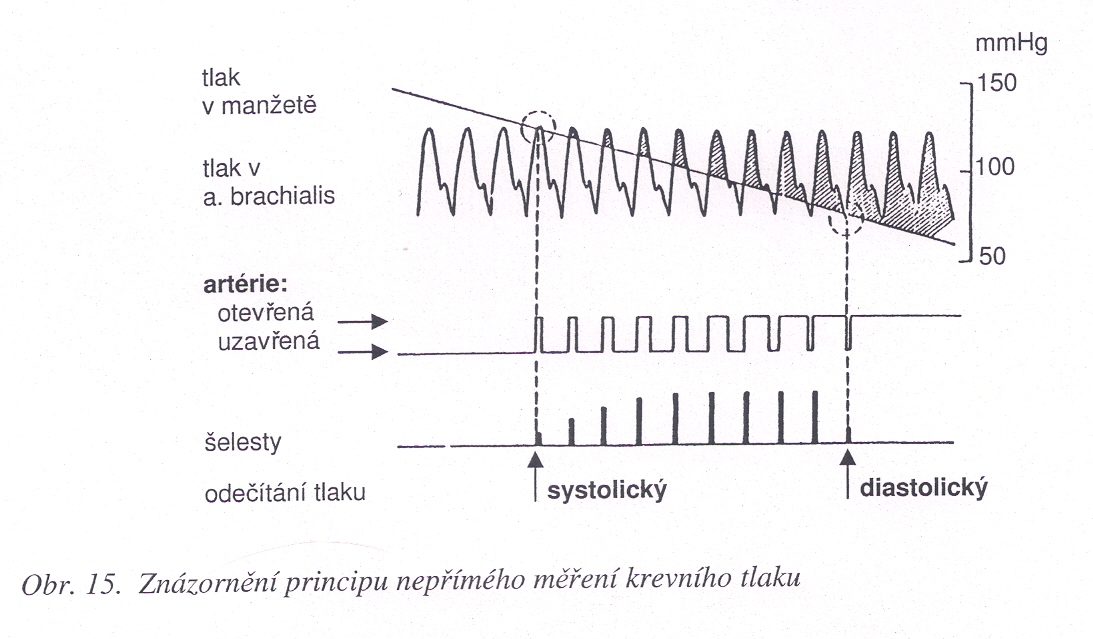 mmHg
150
tlak
v manžetě
100
tlak v
a. brachialis
50
artérie:
otevřená
uzavřená
šelesty
odečítání tlaku
systolický
diastolický
Obr. 15. Znázornění principu nepřímého měření krevního tlaku